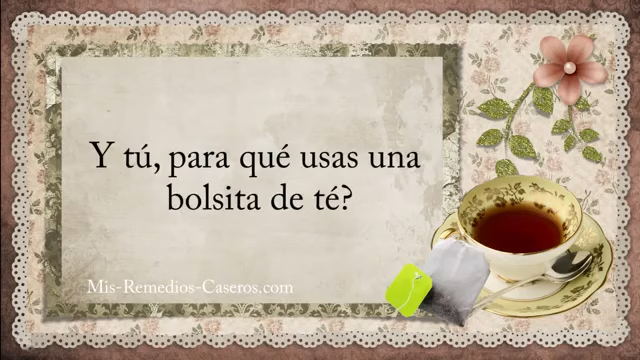 Y tú, para qué usas una
bolsita de té?
Mis-Remedios-Caseros.com